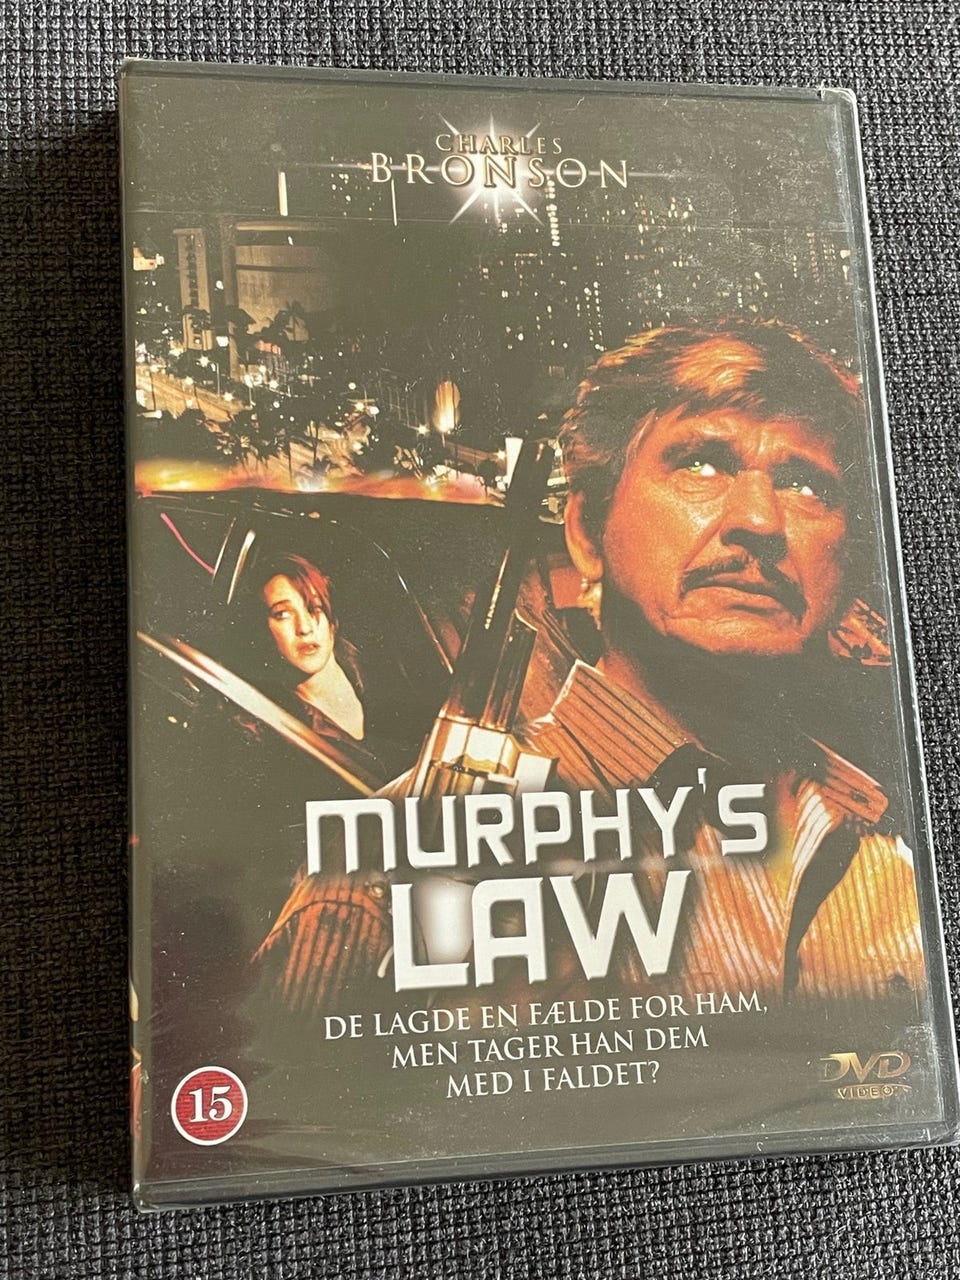 CHARLES
BRONSON
MURPHY'S
LAW
DE LAGDE EN FÆLDE FOR HAM,
MEN TAGER HAN DEM
MED I FALDET?
15
DVD
VIDEO